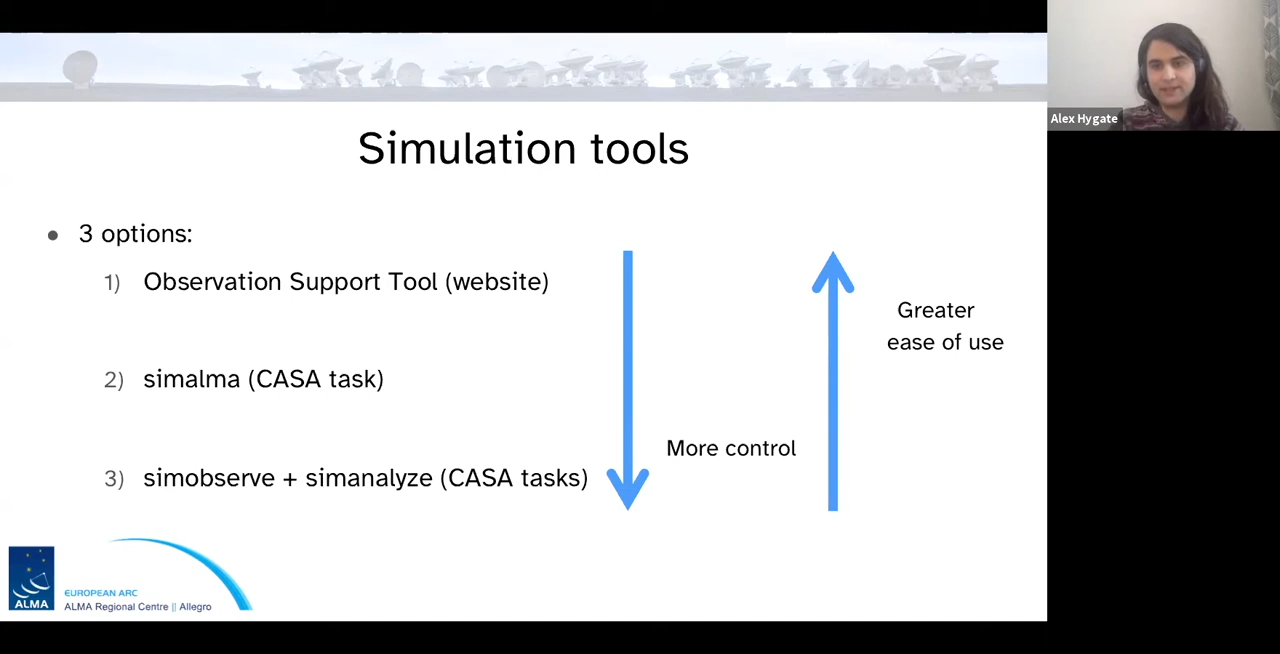 Simulation tools
● 3 options:
1) Observation Support Tool (website)
2) simalma (CASA task)
3) simobserve + simanalyze (CASA tasks)
More control
Greater
ease of use
ALMA
EUROPEAN ARC
ALMA Regional Centre || Allegro
Alex Hygate